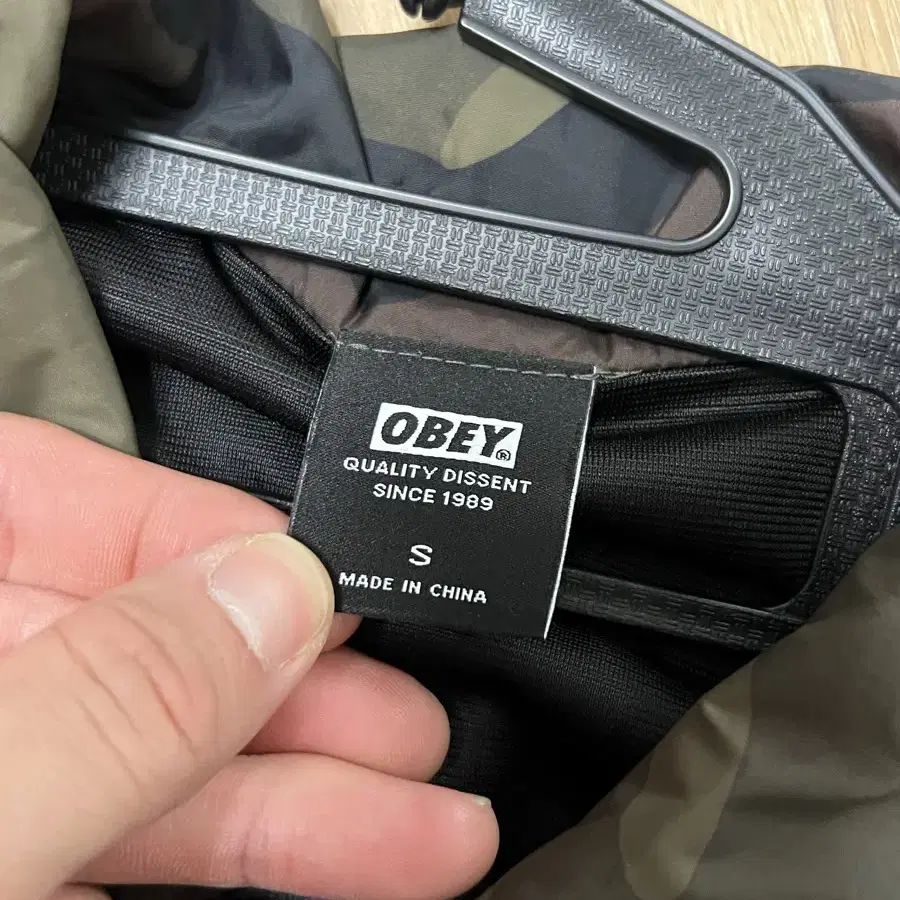 OBEY®
QUALITY DISSENT
SINCE 1989
S
MADE IN CHINA